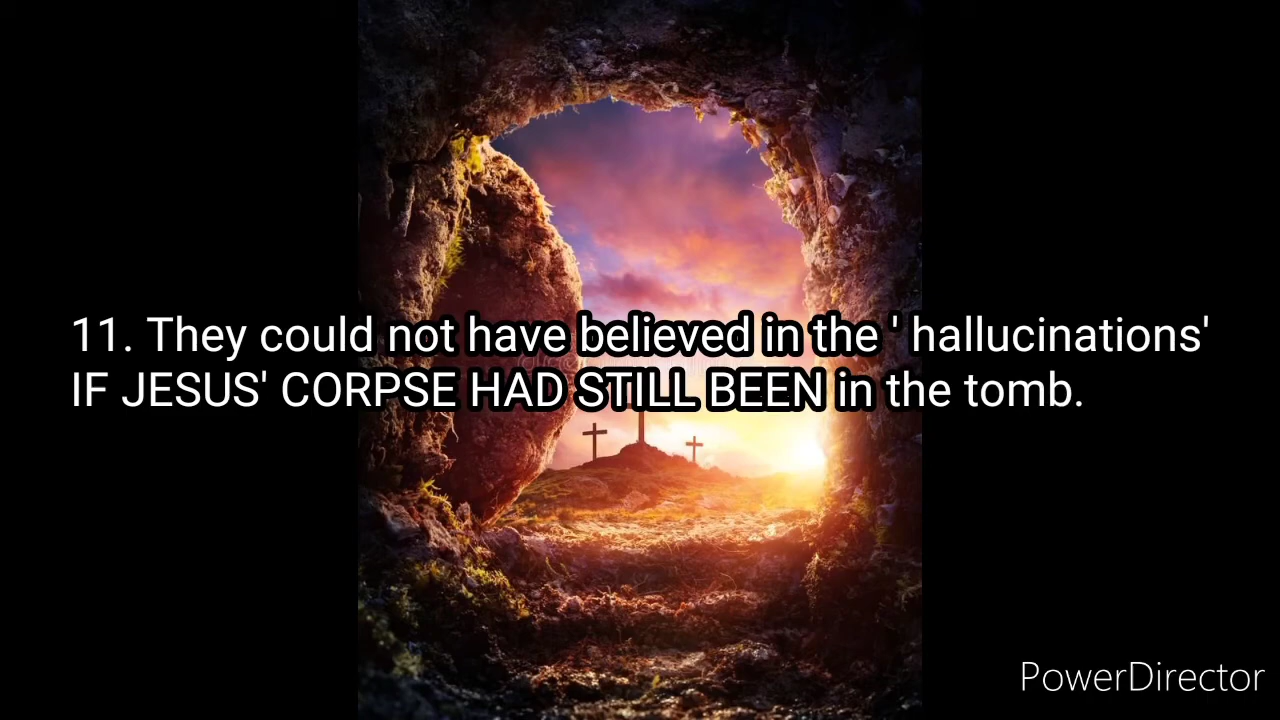 11. They could not have believed in the ' hallucinations'
IF JESUS' CORPSE HAD STILL BEEN in the tomb.
PowerDirector